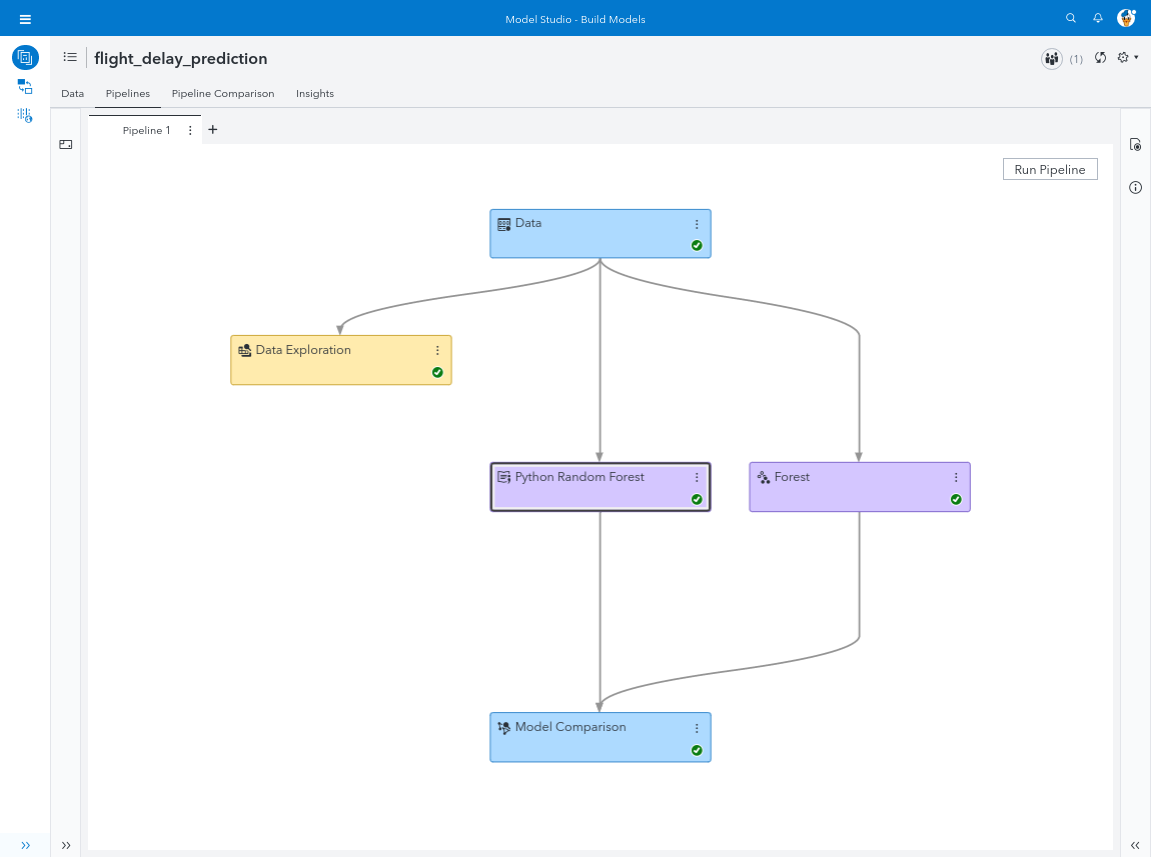 Model Studio - Build Models
flight_delay_prediction
(1)
Data
Pipelines
Pipeline Comparison
Insights
Pipeline 1
Run Pipeline
Data
Data Exploration
Python Random Forest
Forest
Model Comparison